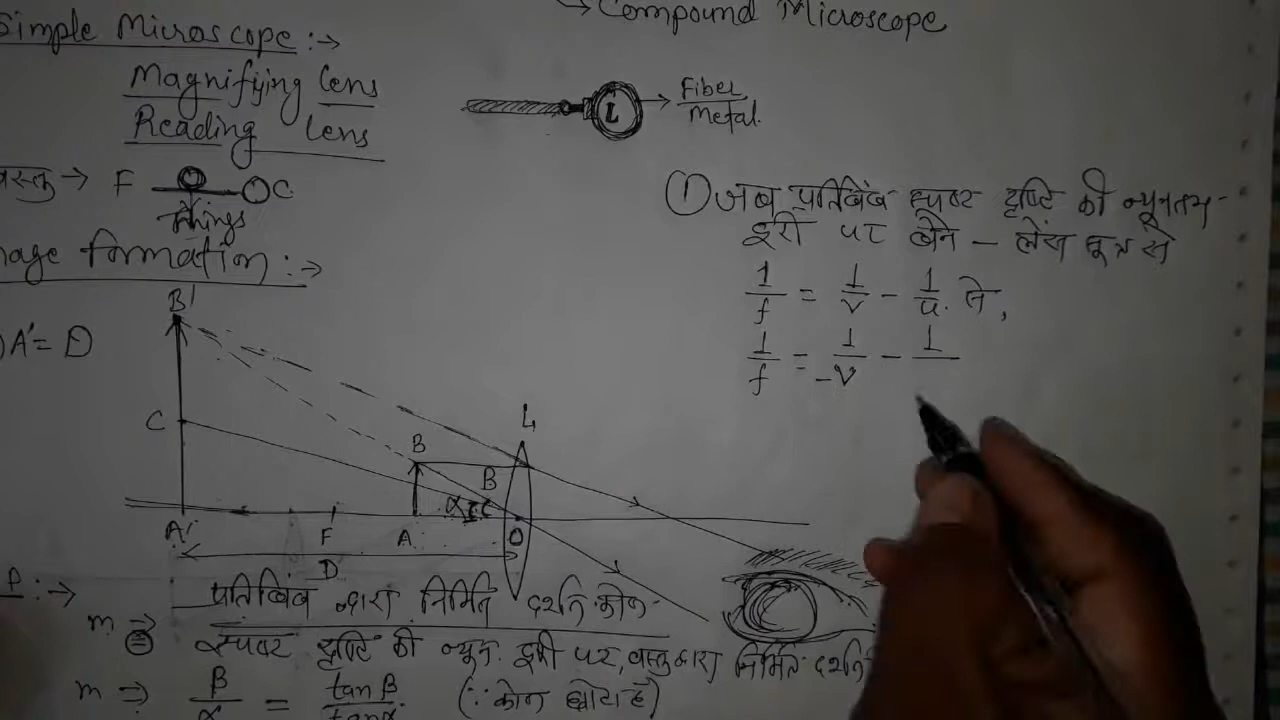 Simple Microscope :→
→ Compound Microscope
Magnifying Lens
Reading Lens
L → Fiber
Metal.
वस्तु → F C
Things
Image formation :→
① जब प्रतिबिंब स्पष्ट दृष्टि की न्यूनतम-
दूरी पर बने – लेंस सूत्र से
1/f = 1/v - 1/u. से,
1/f = 1/-v - 1
B'
A' = D
C
L
B
B
α
A' F A O
D
:→ प्रतिबिंब द्वारा निर्मित दर्शन कोण
m ⇒ स्पष्ट दृष्टि की न्यून. दूरी पर, वस्तु द्वारा निर्मित दर्शन
m ⇒ β/α = tanβ/tanα (∵ कोण छोटा है)